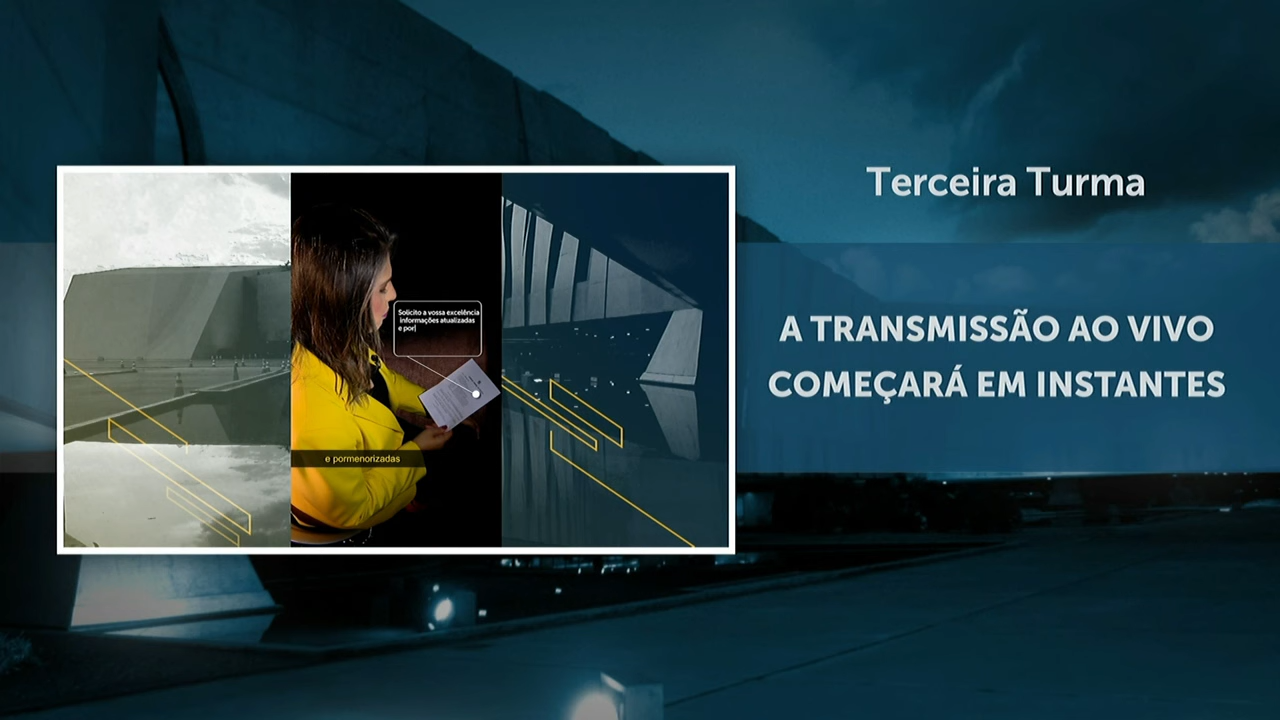 Terceira Turma
A TRANSMISSÃO AO VIVO
COMEÇARÁ EM INSTANTES
Solicito a vossa excelência
informações atualizadas
e por
e pormenorizadas